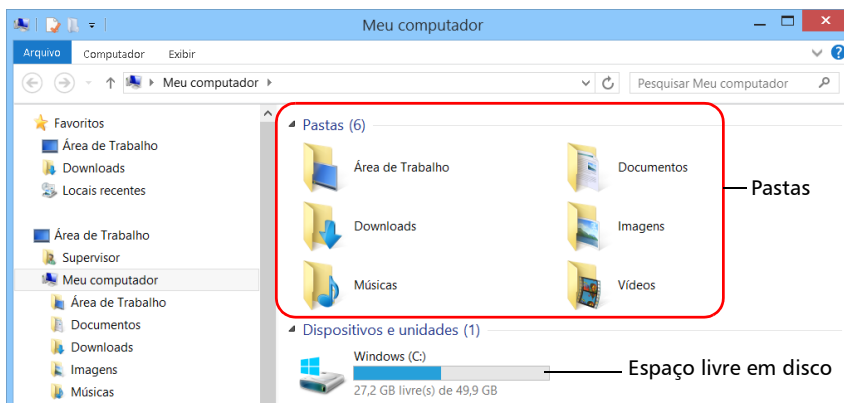 Meu computador
Arquivo Computador Exibir
Meu computador
Pesquisar Meu computador
Favoritos
Área de Trabalho
Downloads
Locais recentes
Área de Trabalho
Supervisor
Meu computador
Área de Trabalho
Documentos
Downloads
Imagens
Músicas
Pastas (6)
Área de Trabalho
Documentos
Downloads
Imagens
Músicas
Vídeos
Pastas
Dispositivos e unidades (1)
Windows (C:)
27,2 GB livre(s) de 49,9 GB
Espaço livre em disco